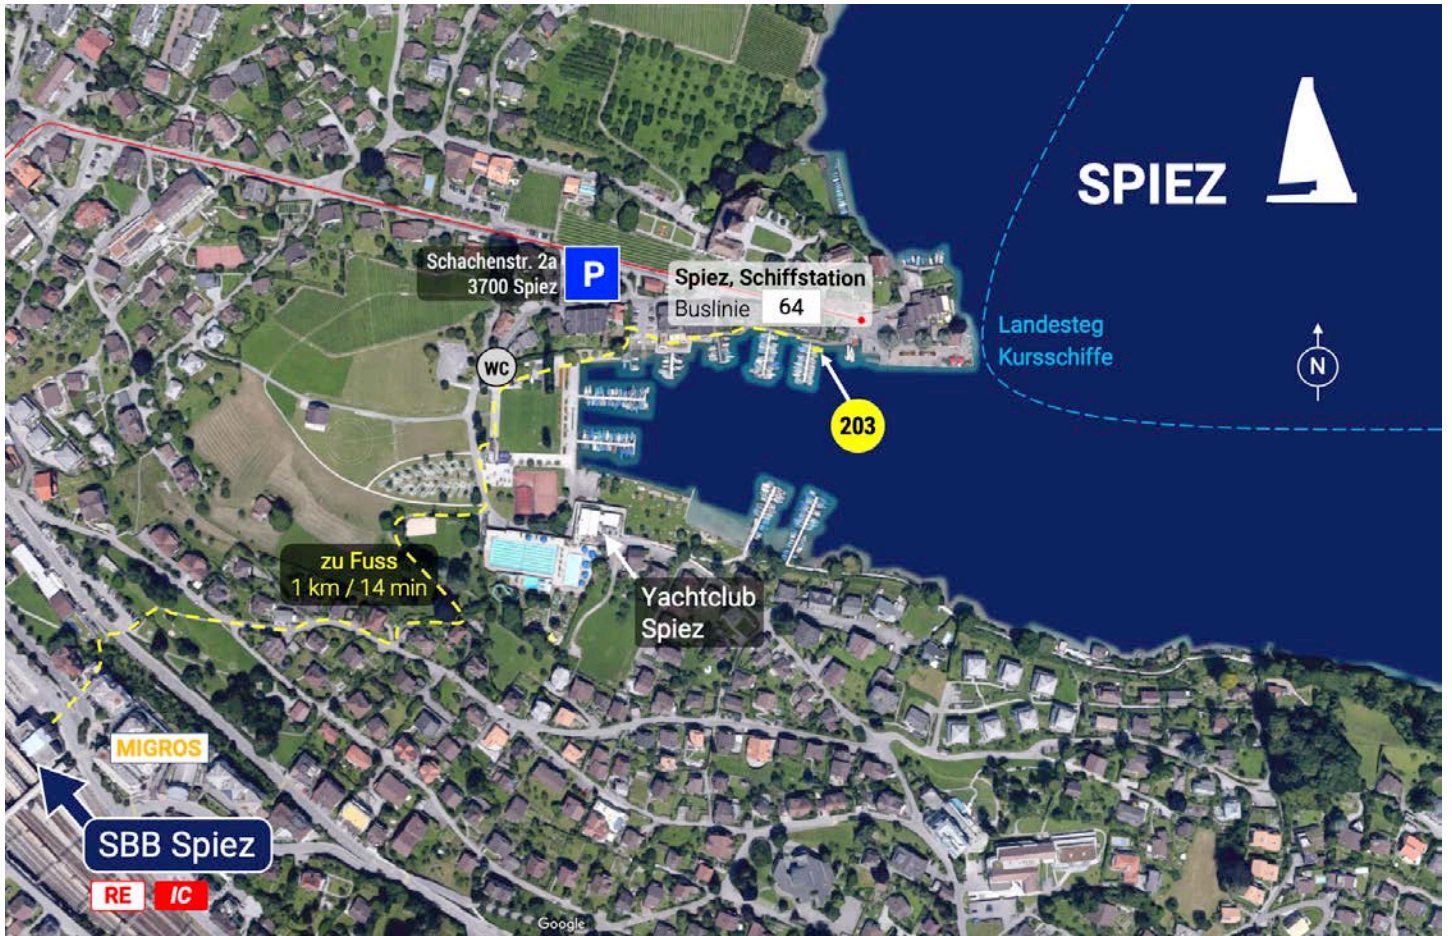 SPIEZ
Schachenstr. 2a
3700 Spiez
P
Spiez, Schiffstation
Buslinie 64
Landesteg
Kursschiffe
N
WC
203
zu Fuss
1 km / 14 min
Yachtclub
Spiez
MIGROS
SBB Spiez
RE IC
Google